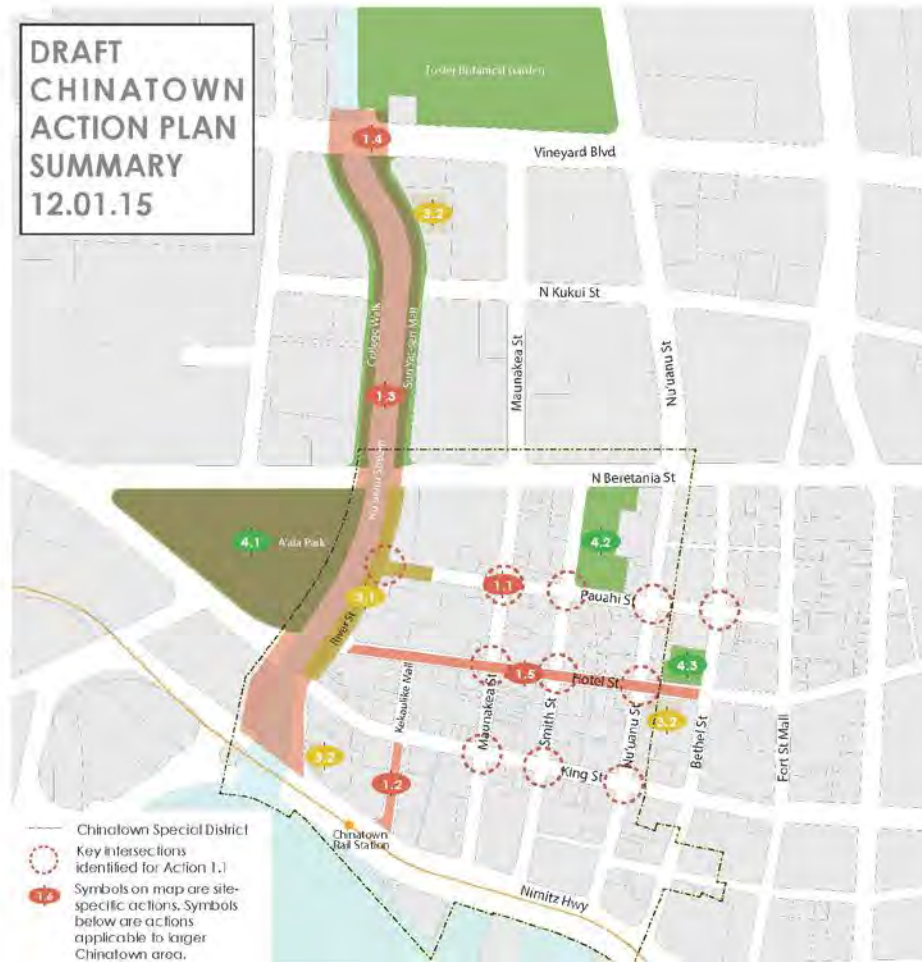 DRAFT
CHINATOWN
ACTION PLAN
SUMMARY
12.01.15
Foster Botanical Garden
1.4
Vineyard Blvd
3.2
N Kukui St
College Walk
Sun Yat-sen Mall
Maunakea St
Nu'uanu St
1.3
Nu'uanu Stream
N Beretania St
4.1
A'ala Park
4.2
1.1
3.1
Pauahi St
River St
4.3
1.5
Hotel St
Kekaulike Mall
Maunakea St
Smith St
Nu'uanu St
3.2
Bethel St
Fort St Mall
3.2
King St
1.2
Chinatown
Rail Station
Nimitz Hwy
Chinatown Special District
Key intersections
identified for Action 1.1
1.6
Symbols on map are site-
specific actions. Symbols
below are actions
applicable to larger
Chinatown area.